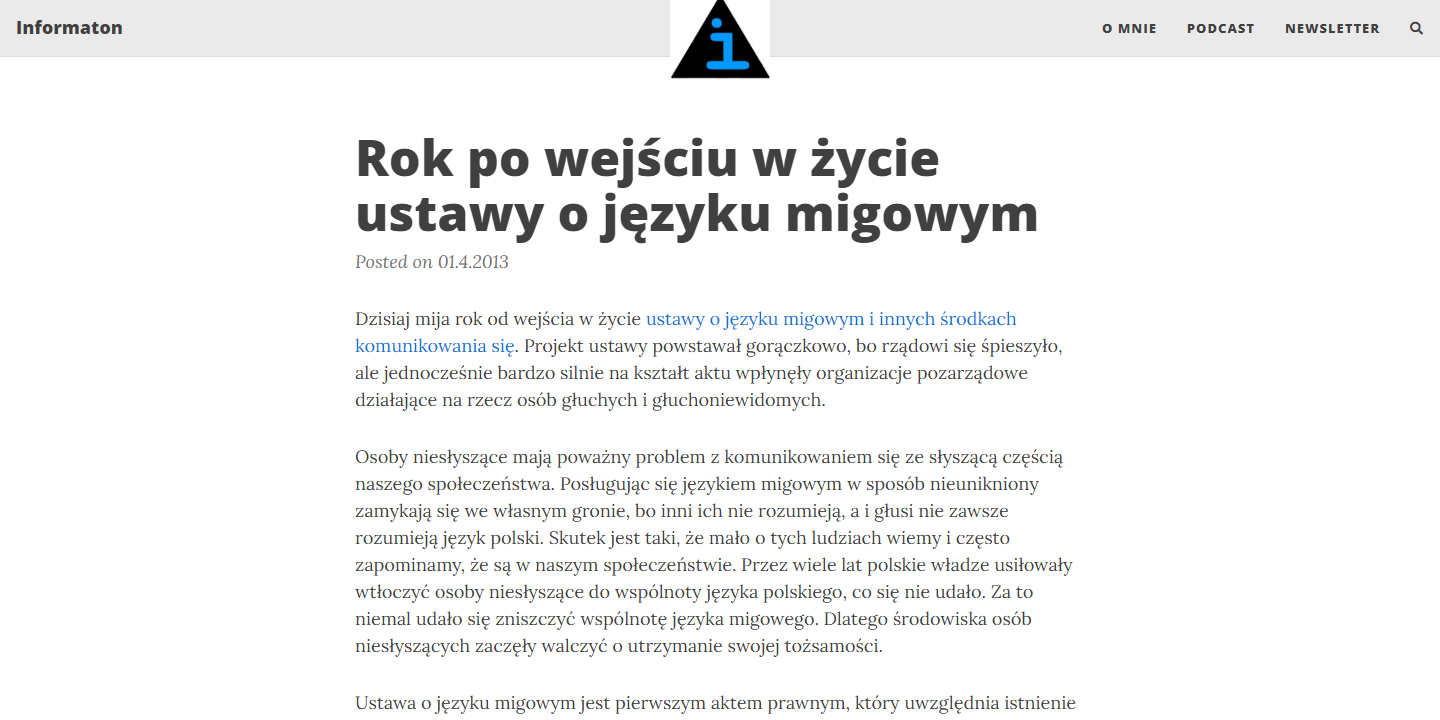 Informaton
i
O MNIE
PODCAST
NEWSLETTER
Rok po wejściu w życie
ustawy o języku migowym
Posted on 01.4.2013
Dzisiaj mija rok od wejścia w życie ustawy o języku migowym i innych środkach
komunikowania się. Projekt ustawy powstawał gorączkowo, bo rządowi się śpieszyło,
ale jednocześnie bardzo silnie na kształt aktu wpłynęły organizacje pozarządowe
działające na rzecz osób głuchych i głuchoniewidomych.
Osoby niesłyszące mają poważny problem z komunikowaniem się ze słyszącą częścią
naszego społeczeństwa. Posługując się językiem migowym w sposób nieunikniony
zamykają się we własnym gronie, bo inni ich nie rozumieją, a i głusi nie zawsze
rozumieją język polski. Skutek jest taki, że mało o tych ludziach wiemy i często
zapominamy, że są w naszym społeczeństwie. Przez wiele lat polskie władze usiłowały
wtłoczyć osoby niesłyszące do wspólnoty języka polskiego, co się nie udało. Za to
niemal udało się zniszczyć wspólnotę języka migowego. Dlatego środowiska osób
niesłyszących zaczęły walczyć o utrzymanie swojej tożsamości.
Ustawa o języku migowym jest pierwszym aktem prawnym, który uwzględnia istnienie